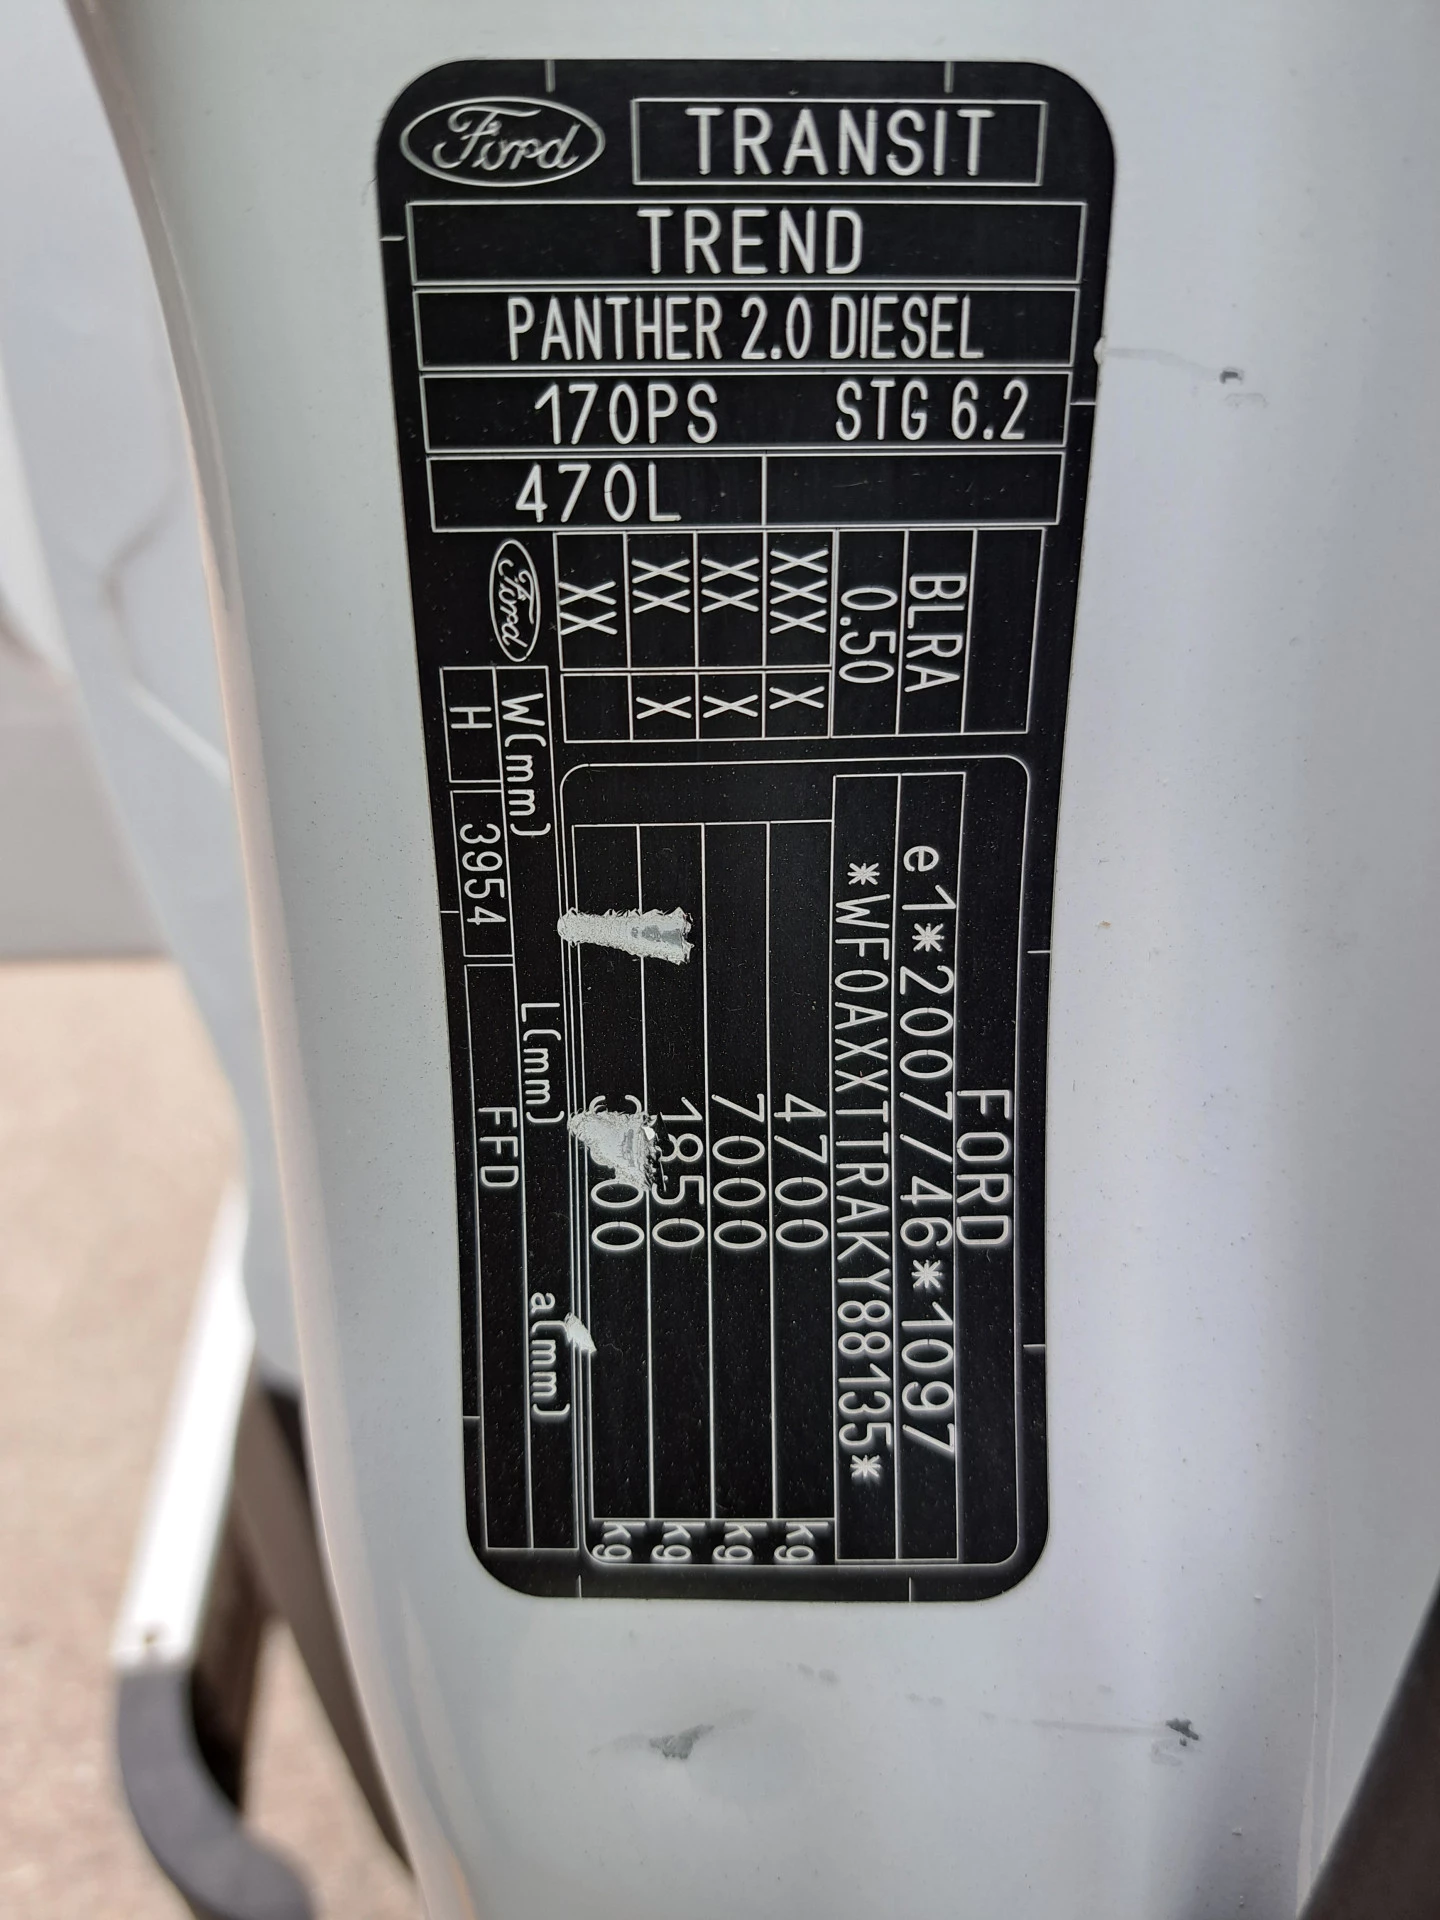 Ford
TRANSIT
TREND
PANTHER 2.0 DIESEL
170PS STG 6.2
470L
FORD
BLRA e1*2007/46*1097
0.50 *WF0AXXTTRAKY88135*
XXX X 4700 kg
XX X 7000 kg
XX X 1850 kg
XX kg
Ford W(mm) L(mm) a(mm)
H 3954 FFD